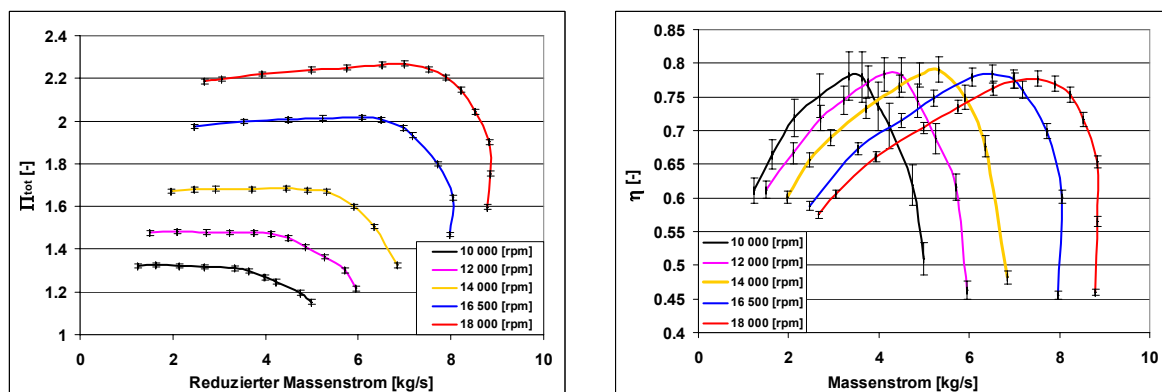 2.4
2.2
2
1.8
1.6
1.4
1.2
1
Πtot [-]
0 2 4 6 8 10
Reduzierter Massenstrom [kg/s]
10 000 [rpm]
12 000 [rpm]
14 000 [rpm]
16 500 [rpm]
18 000 [rpm]
0.85
0.8
0.75
0.7
0.65
0.6
0.55
0.5
0.45
0.4
η [-]
0 2 4 6 8 10
Massenstrom [kg/s]
10 000 [rpm]
12 000 [rpm]
14 000 [rpm]
16 500 [rpm]
18 000 [rpm]